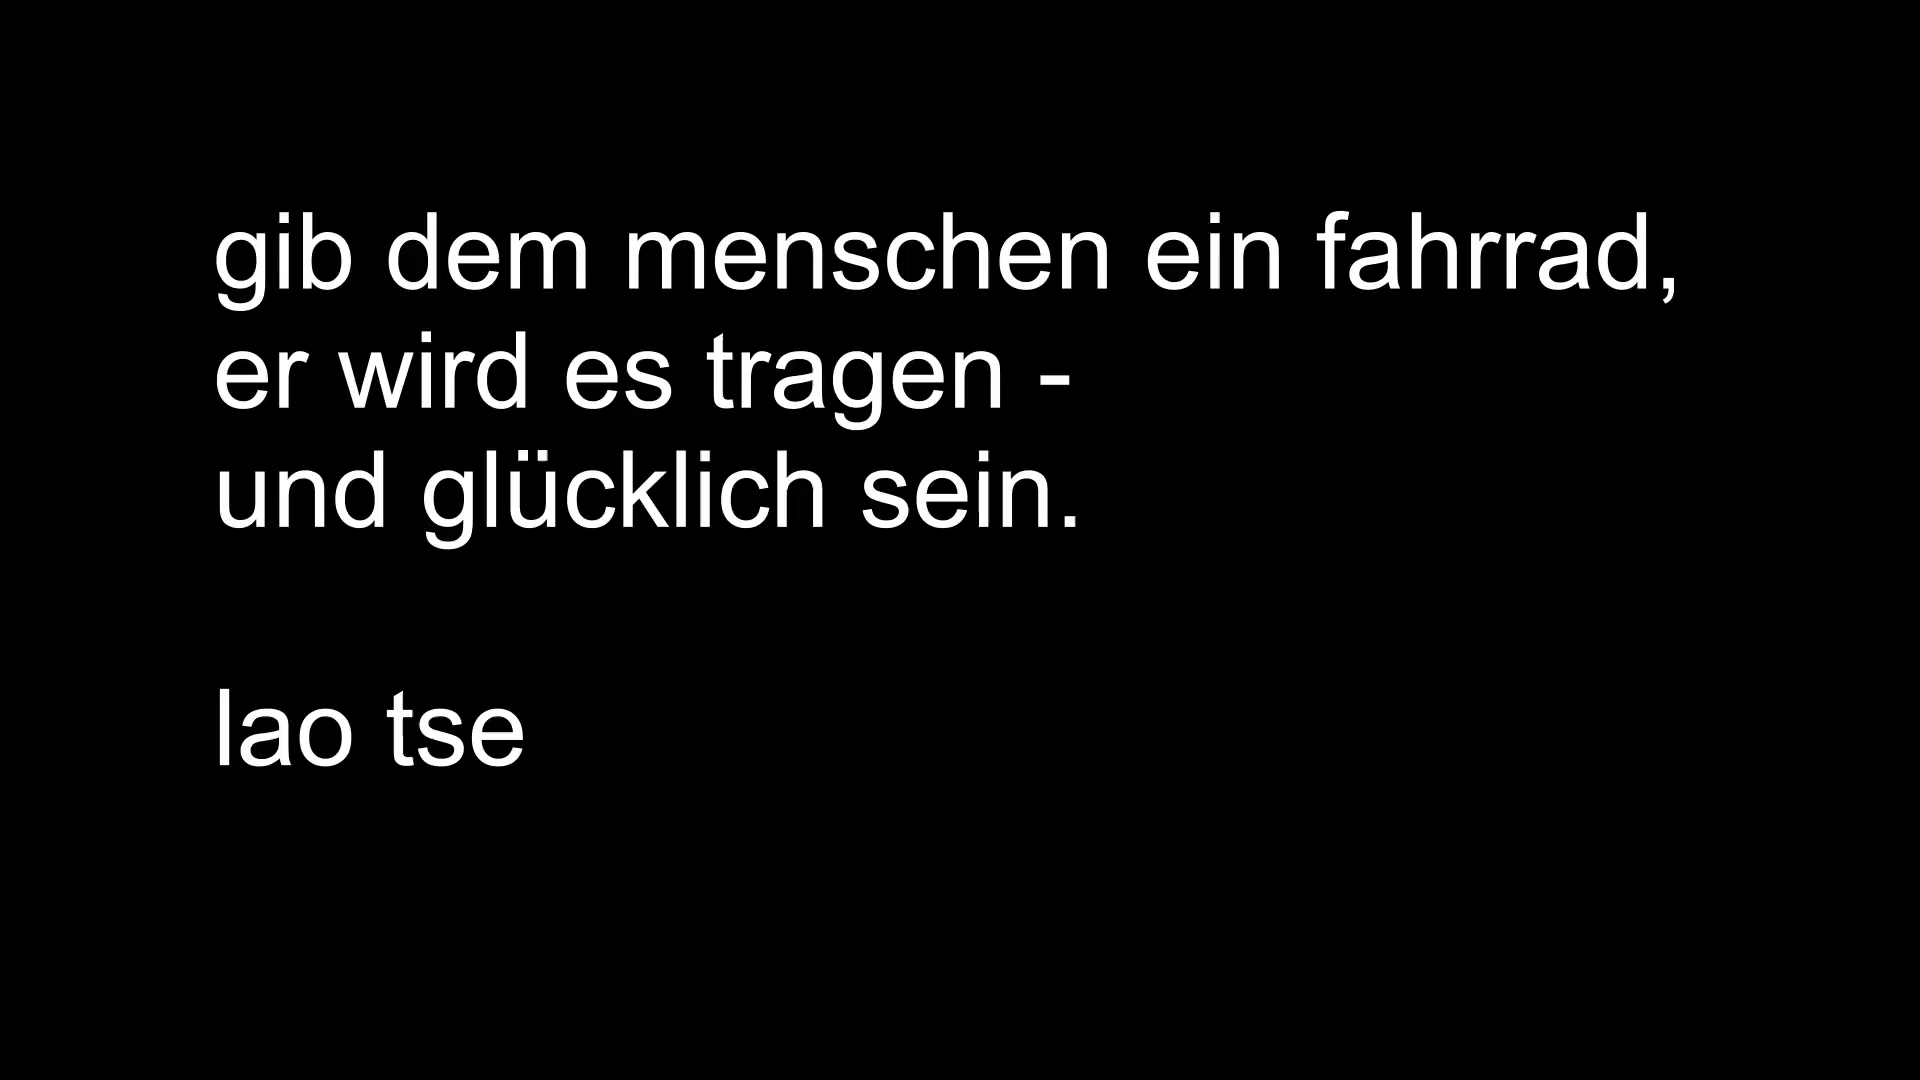 gib dem menschen ein fahrrad,
er wird es tragen -
und glücklich sein.
lao tse